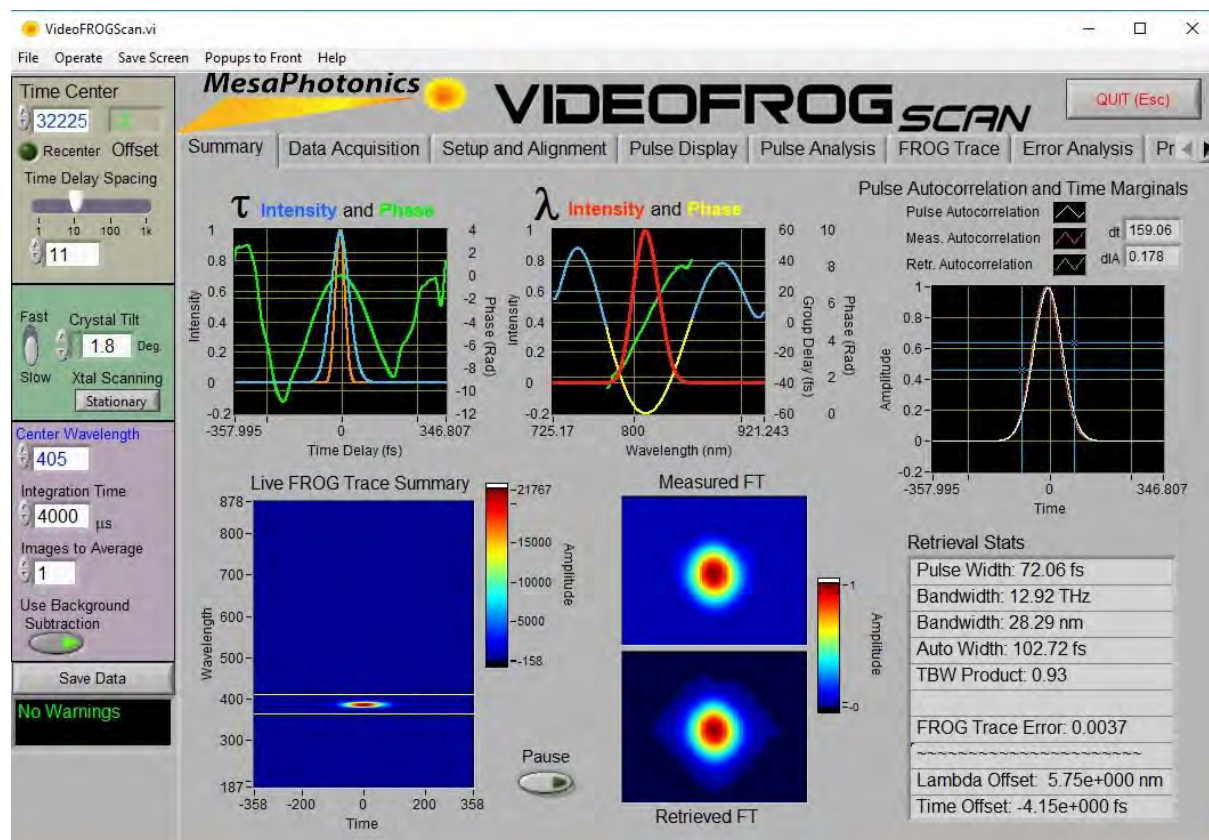 VideoFROGScan.vi
File Operate Save Screen Popups to Front Help
MesaPhotonics
VIDEOFROG SCAN
QUIT (Esc)
Summary Data Acquisition Setup and Alignment Pulse Display Pulse Analysis FROG Trace Error Analysis Pr
Time Center
32225
Recenter Offset
Time Delay Spacing
1 10 100 1k
11
Fast
Slow
Crystal Tilt
1.8 Deg.
Xtal Scanning
Stationary
Center Wavelength
405
Integration Time
4000 μs
Images to Average
1
Use Background
Subtraction
Save Data
No Warnings
τ Intensity and Phase
1
0.8
0.6
0.4
0.2
0
-0.2
Intensity
4
2
0
-2
-4
-6
-8
-10
-12
Phase (Rad)
-357.995 0 346.807
Time Delay (fs)
λ Intensity and Phase
1
0.8
0.6
0.4
0.2
0
-0.2
Intensity
60
40
20
0
-20
-40
-60
Group Delay (fs)
10
8
6
4
2
0
Phase (Rad)
725.17 800 921.243
Wavelength (nm)
Pulse Autocorrelation and Time Marginals
Pulse Autocorrelation
Meas. Autocorrelation
Retr. Autocorrelation
dt 159.06
dIA 0.178
1
0.8
0.6
0.4
0.2
0
-0.2
Amplitude
-357.995 0 346.807
Time
Live FROG Trace Summary
878
800
700
600
500
400
300
187
Wavelength
-358 -200 0 200 358
Time
21767
15000
10000
5000
-158
Amplitude
Pause
Measured FT
Retrieved FT
1
0
Amplitude
Retrieval Stats
Pulse Width: 72.06 fs
Bandwidth: 12.92 THz
Bandwidth: 28.29 nm
Auto Width: 102.72 fs
TBW Product: 0.93
FROG Trace Error: 0.0037
~~~~~~~~~~~~~~~~~~~~~~~
Lambda Offset: 5.75e+000 nm
Time Offset: -4.15e+000 fs